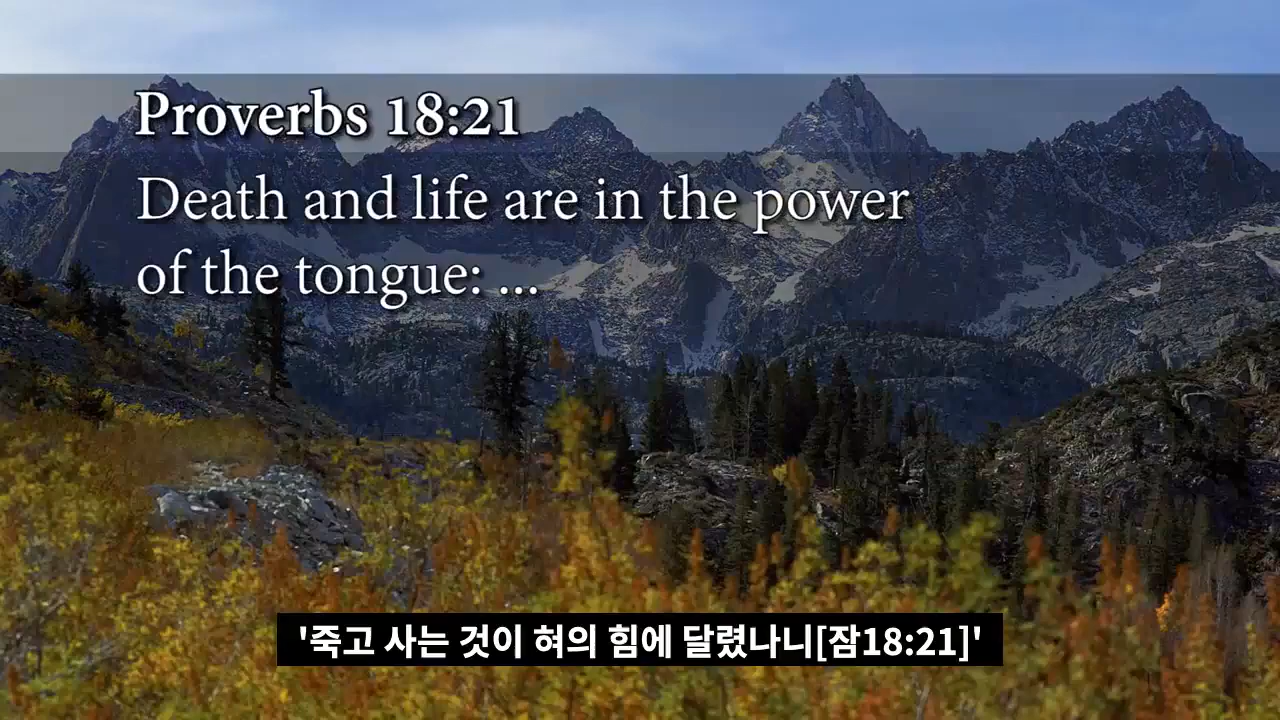 Proverbs 18:21
Death and life are in the power
of the tongue: ...
'죽고 사는 것이 혀의 힘에 달렸나니[잠18:21]'